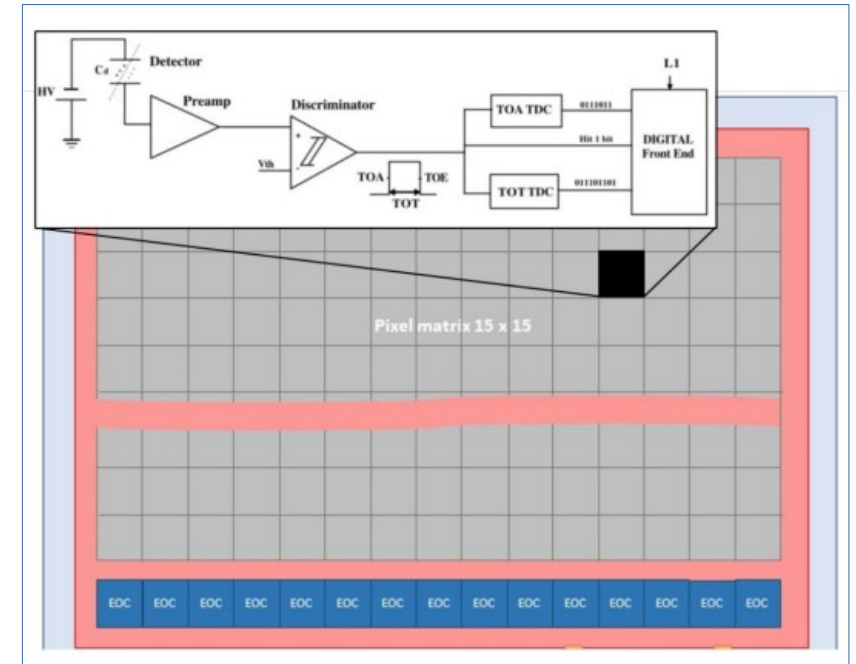 L1
Detector
Cd
HV
Preamp
Discriminator
TOA TDC
0111011
Hit 1 bit
DIGITAL
Front End
Vth
+
-
TOA
TOE
TOT
TOT TDC
011101101
Pixel matrix 15 x 15
EOC EOC EOC EOC EOC EOC EOC EOC EOC EOC EOC EOC EOC EOC EOC